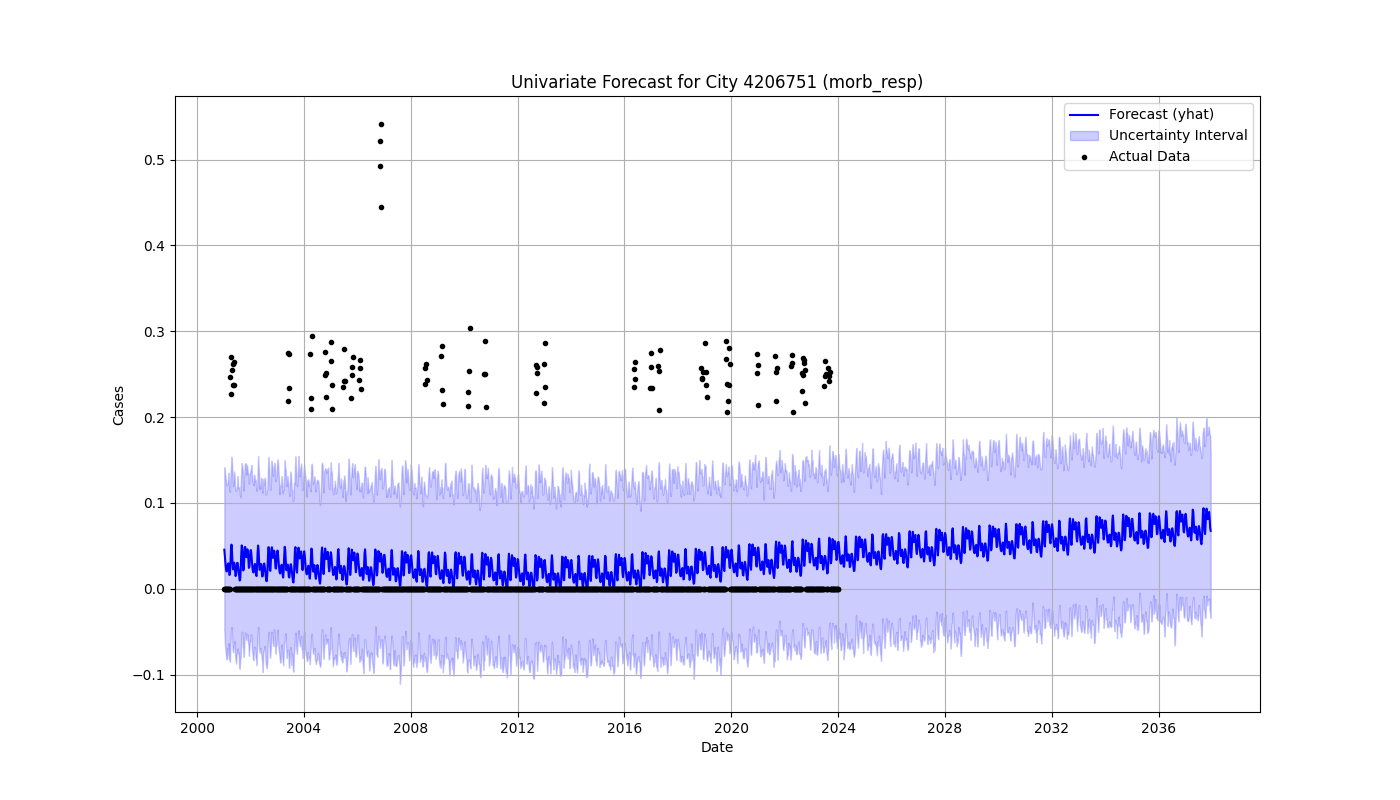 Univariate Forecast for City 4206751 (morb_resp)
Forecast (yhat)
Uncertainty Interval
Actual Data
Cases
0.5
0.4
0.3
0.2
0.1
0.0
−0.1
2000 2004 2008 2012 2016 2020 2024 2028 2032 2036
Date